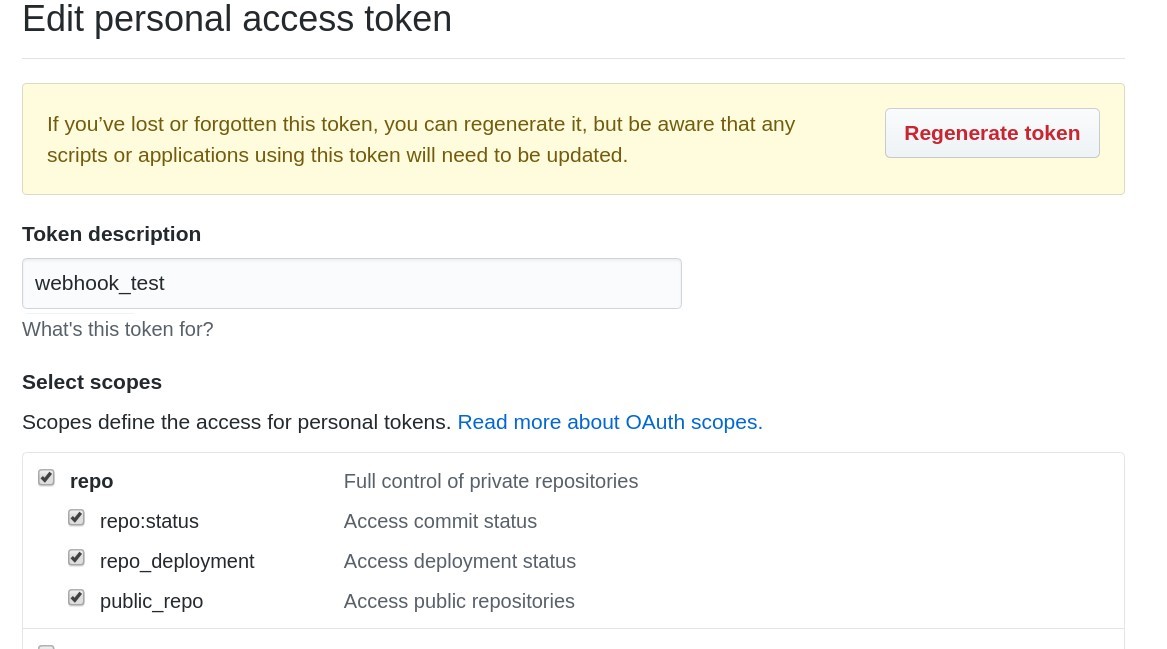 Edit personal access token
If you’ve lost or forgotten this token, you can regenerate it, but be aware that any
scripts or applications using this token will need to be updated.
Regenerate token
Token description
webhook_test
What's this token for?
Select scopes
Scopes define the access for personal tokens. Read more about OAuth scopes.
repo Full control of private repositories
repo:status Access commit status
repo_deployment Access deployment status
public_repo Access public repositories